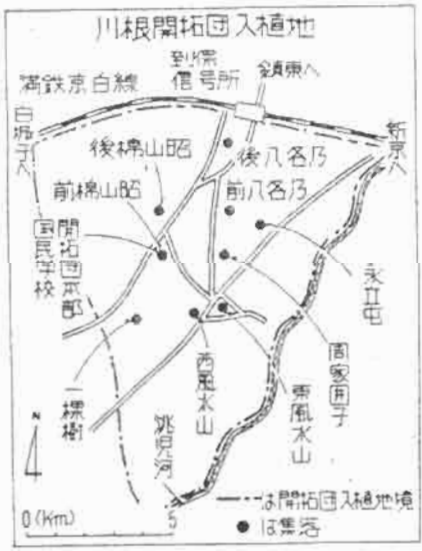 川根開拓団入植地
到保
信号所
鎮東へ
満鉄京白線
白城子へ
新京へ
後棉山昭
後八名乃
前棉山昭
前八名乃
開拓団本部
国民学校
永立屯
一棵樹
西風水山
東風水山
周家囲子
洮児河
N
0(Km)
5
は開拓団入植地境
は集落